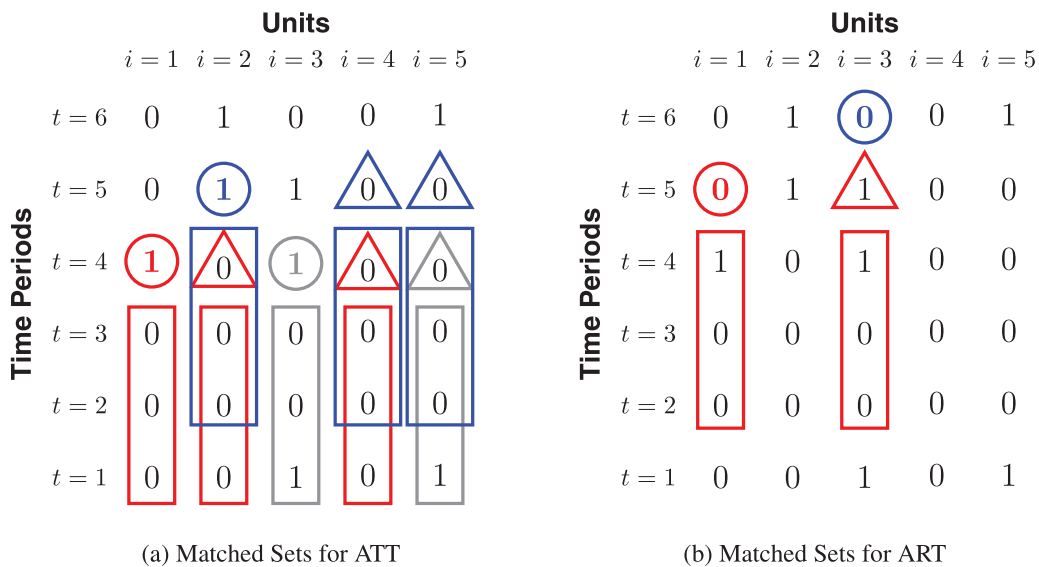 Units
i = 1 i = 2 i = 3 i = 4 i = 5
t = 6 0 1 0 0 1
t = 5 0 1 1 0 0
t = 4 1 0 1 0 0
t = 3 0 0 0 0 0
t = 2 0 0 0 0 0
t = 1 0 0 1 0 1
Time Periods
(a) Matched Sets for ATT
Units
i = 1 i = 2 i = 3 i = 4 i = 5
t = 6 0 1 0 0 1
t = 5 0 1 1 0 0
t = 4 1 0 1 0 0
t = 3 0 0 0 0 0
t = 2 0 0 0 0 0
t = 1 0 0 1 0 1
Time Periods
(b) Matched Sets for ART